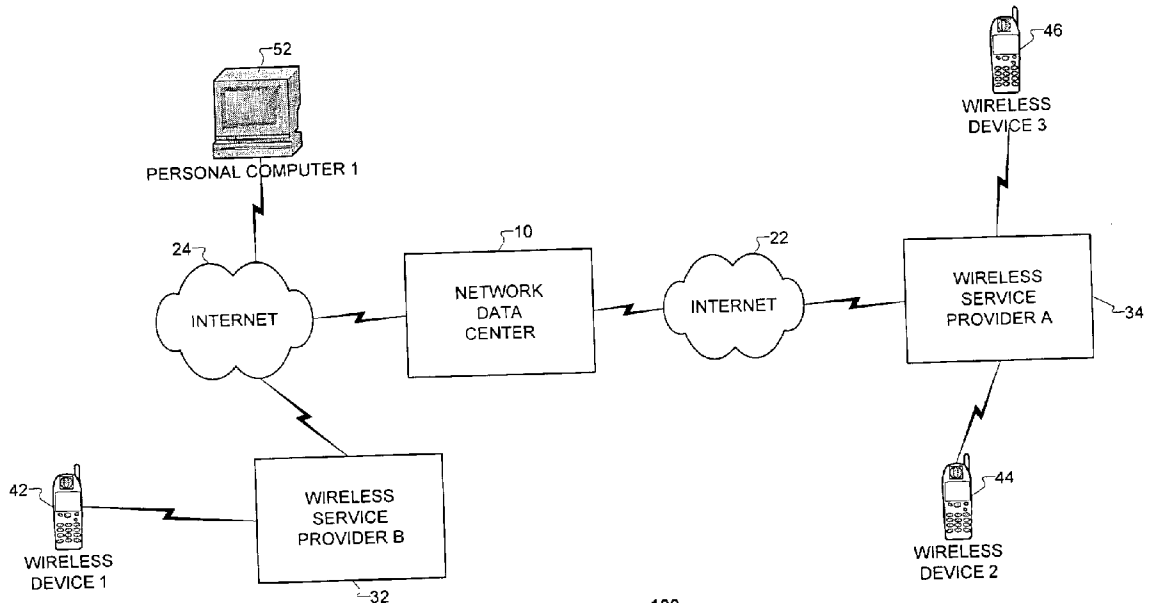 52
PERSONAL COMPUTER 1
46
WIRELESS
DEVICE 3
24
INTERNET
10
NETWORK
DATA
CENTER
22
INTERNET
WIRELESS
SERVICE
PROVIDER A
34
42
WIRELESS
DEVICE 1
WIRELESS
SERVICE
PROVIDER B
32
44
WIRELESS
DEVICE 2